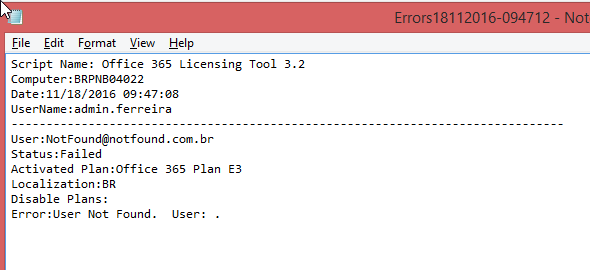 Errors18112016-094712 - Not
File Edit Format View Help
Script Name: Office 365 Licensing Tool 3.2
Computer:BRPNB04022
Date:11/18/2016 09:47:08
UserName:admin.ferreira
-----------------------------------------------------------------------------
User:NotFound@notfound.com.br
Status:Failed
Activated Plan:Office 365 Plan E3
Localization:BR
Disable Plans:
Error:User Not Found.  User: .